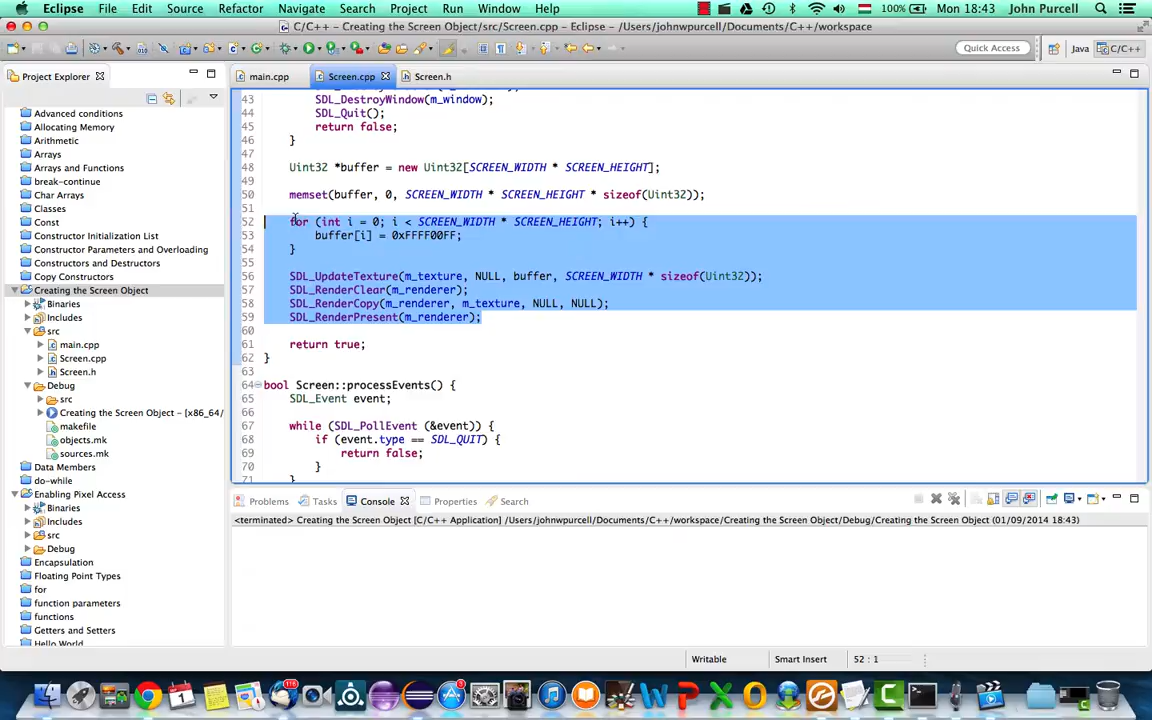 Eclipse File Edit Source Refactor Navigate Search Project Run Window Help 100% Mon 18:43 John Purcell
C/C++ - Creating the Screen Object/src/Screen.cpp - Eclipse - /Users/johnwpurcell/Documents/C++/workspace
Quick Access Java C/C++
Project Explorer
main.cpp Screen.cpp Screen.h
Advanced conditions
Allocating Memory
Arithmetic
Arrays
Arrays and Functions
break-continue
Char Arrays
Classes
Const
Constructor Initialization List
Constructor Parameters and Overloading
Constructors and Destructors
Copy Constructors
Creating the Screen Object
Binaries
Includes
src
main.cpp
Screen.cpp
Screen.h
Debug
src
Creating the Screen Object - [x86_64/
makefile
objects.mk
sources.mk
Data Members
do-while
Enabling Pixel Access
Binaries
Includes
src
Debug
Encapsulation
Floating Point Types
for
function parameters
functions
Getters and Setters
Hello World
43 SDL_DestroyWindow(m_window);
44 SDL_Quit();
45 return false;
46 }
47
48 Uint32 *buffer = new Uint32[SCREEN_WIDTH * SCREEN_HEIGHT];
49
50 memset(buffer, 0, SCREEN_WIDTH * SCREEN_HEIGHT * sizeof(Uint32));
51
52 for (int i = 0; i < SCREEN_WIDTH * SCREEN_HEIGHT; i++) {
53 buffer[i] = 0xFFFF00FF;
54 }
55
56 SDL_UpdateTexture(m_texture, NULL, buffer, SCREEN_WIDTH * sizeof(Uint32));
57 SDL_RenderClear(m_renderer);
58 SDL_RenderCopy(m_renderer, m_texture, NULL, NULL);
59 SDL_RenderPresent(m_renderer);
60
61 return true;
62 }
63
64 bool Screen::processEvents() {
65 SDL_Event event;
66
67 while (SDL_PollEvent (&event)) {
68 if (event.type == SDL_QUIT) {
69 return false;
70 }
71 }
Problems Tasks Console Properties Search
<terminated> Creating the Screen Object [C/C++ Application] /Users/johnwpurcell/Documents/C++/workspace/Creating the Screen Object/Debug/Creating the Screen Object (01/09/2014 18:43)
Writable Smart Insert 52 : 1